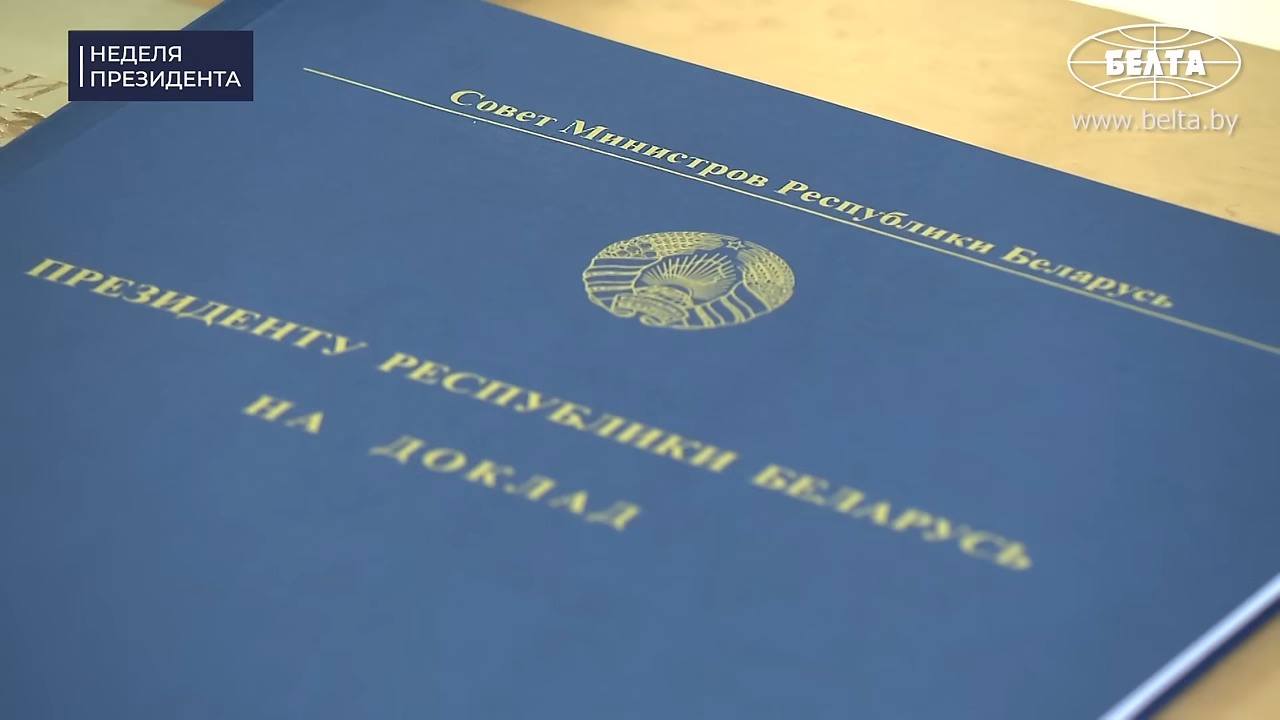 НЕДЕЛЯ
ПРЕЗИДЕНТА
БЕЛТА
www.belta.by
Совет Министров Республики Беларусь
ПРЕЗИДЕНТУ РЕСПУБЛИКИ БЕЛАРУСЬ
НА ДОКЛАД